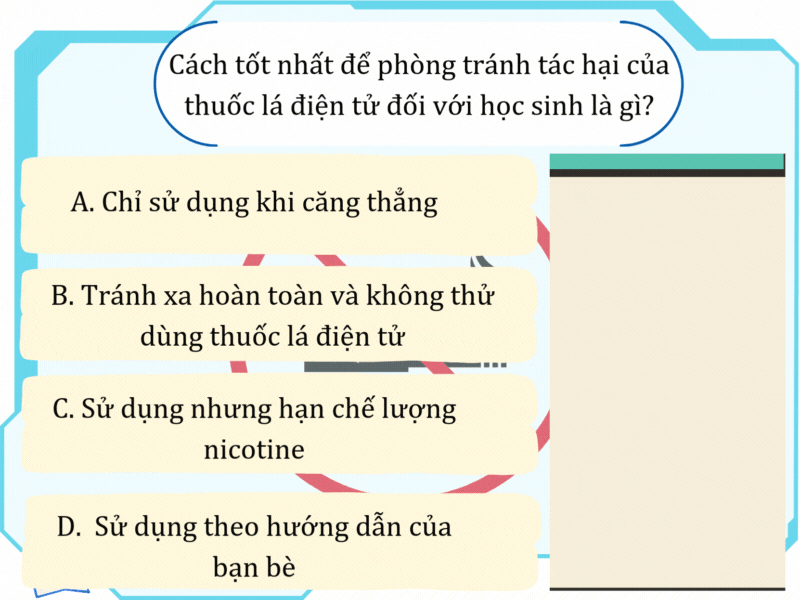 Cách tốt nhất để phòng tránh tác hại của
thuốc lá điện tử đối với học sinh là gì?
A. Chỉ sử dụng khi căng thẳng
B. Tránh xa hoàn toàn và không thử
dùng thuốc lá điện tử
C. Sử dụng nhưng hạn chế lượng
nicotine
D. Sử dụng theo hướng dẫn của
bạn bè